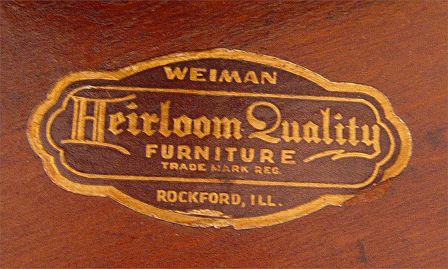 WEIMAN
Heirloom Quality
FURNITURE
TRADE MARK REG.
ROCKFORD, ILL.